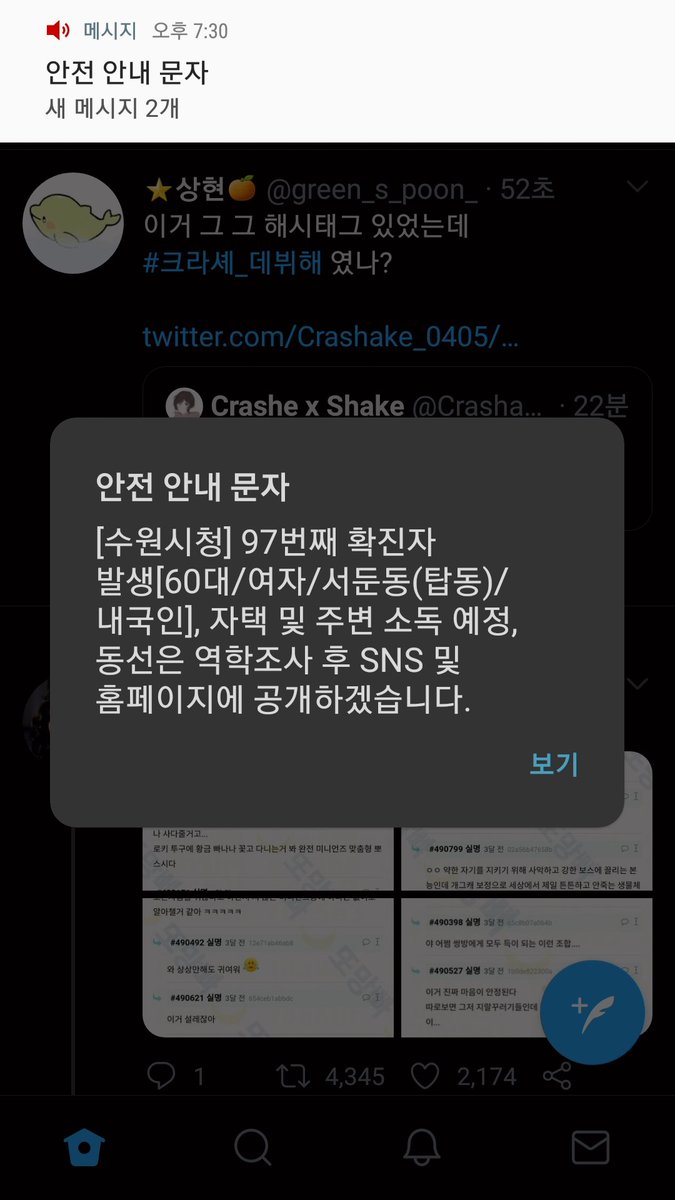 메시지 오후 7:30
안전 안내 문자
새 메시지 2개
⭐상현🍊 @green_s_poon_ · 52초
이거 그 그 해시태그 있었는데
#크라셰_데뷔해 였나?
twitter.com/Crashake_0405/…
Crashe x Shake @Crasha… · 22분
안전 안내 문자
[수원시청] 97번째 확진자
발생[60대/여자/서둔동(탑동)/
내국인], 자택 및 주변 소독 예정,
동선은 역학조사 후 SNS 및
홈페이지에 공개하겠습니다.
보기
나 사다줄거고...
로키 투구에 황금 빠나나 꽃고 다니는거 봐 완전 미니언즈 맞춤형 뽀
스시다
알아챌거 같아 ㅋㅋㅋㅋㅋ
#490492 실명 3달 전 12e71ab46ab8
와 상상만해도 귀여워
#490621 실명 3달 전
이거 설레잖아
#490799 실명 3달 전
ㅇㅇ 약한 자기를 지키기 위해 사악하고 강한 보스에 끌리는 본
능인데 개그캐 보정으로 세상에서 제일 튼튼하고 안죽는 생물체
#490398 실명 3달 전
야 어쩜 쌍방에게 모두 득이 되는 이런 조합....
#490527 실명 3달 전
이거 진짜 마음이 안정된다
따로보면 그저 지랄꾸러기들인데
이...
1 4,345 2,174